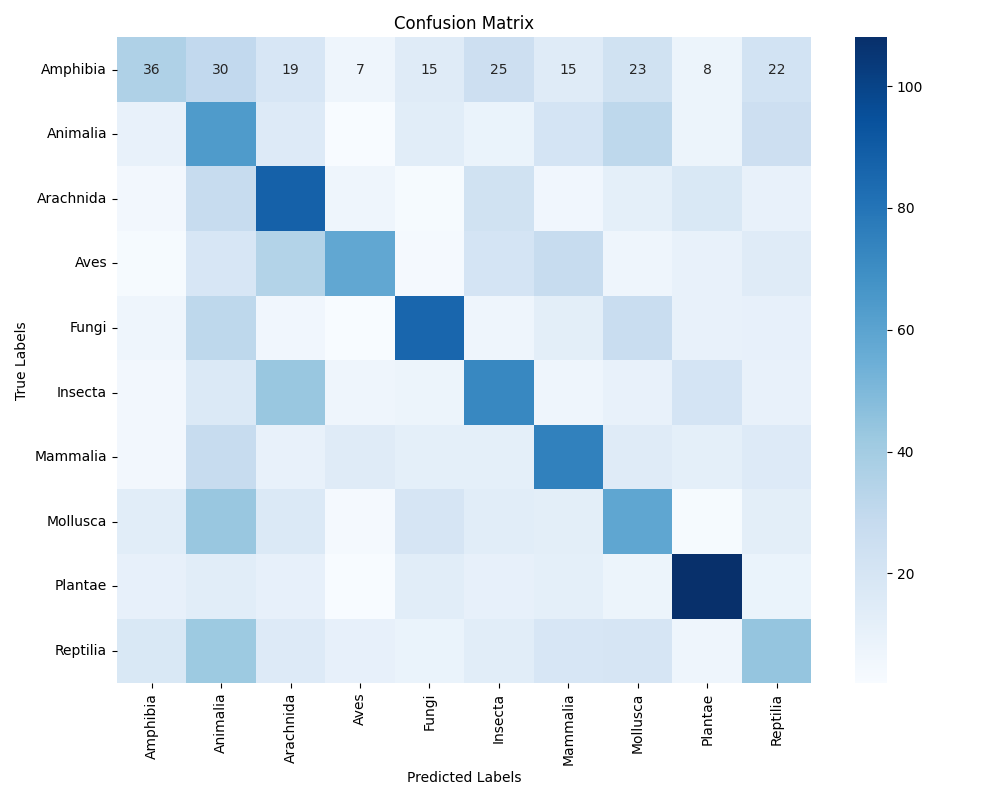 Confusion Matrix
True Labels
Amphibia 36 30 19 7 15 25 15 23 8 22
Animalia
Arachnida
Aves
Fungi
Insecta
Mammalia
Mollusca
Plantae
Reptilia
Amphibia Animalia Arachnida Aves Fungi Insecta Mammalia Mollusca Plantae Reptilia
Predicted Labels
100
80
60
40
20